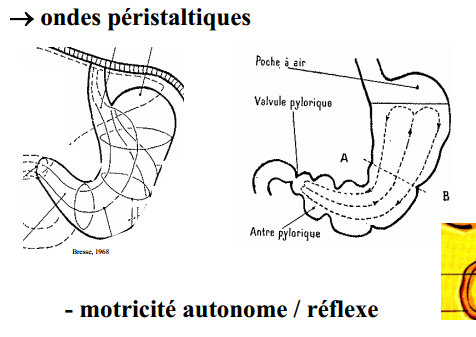 → ondes péristaltiques
Poche à air
Valvule pylorique
A
B
Antre pylorique
Bresse, 1968
- motricité autonome / réflexe